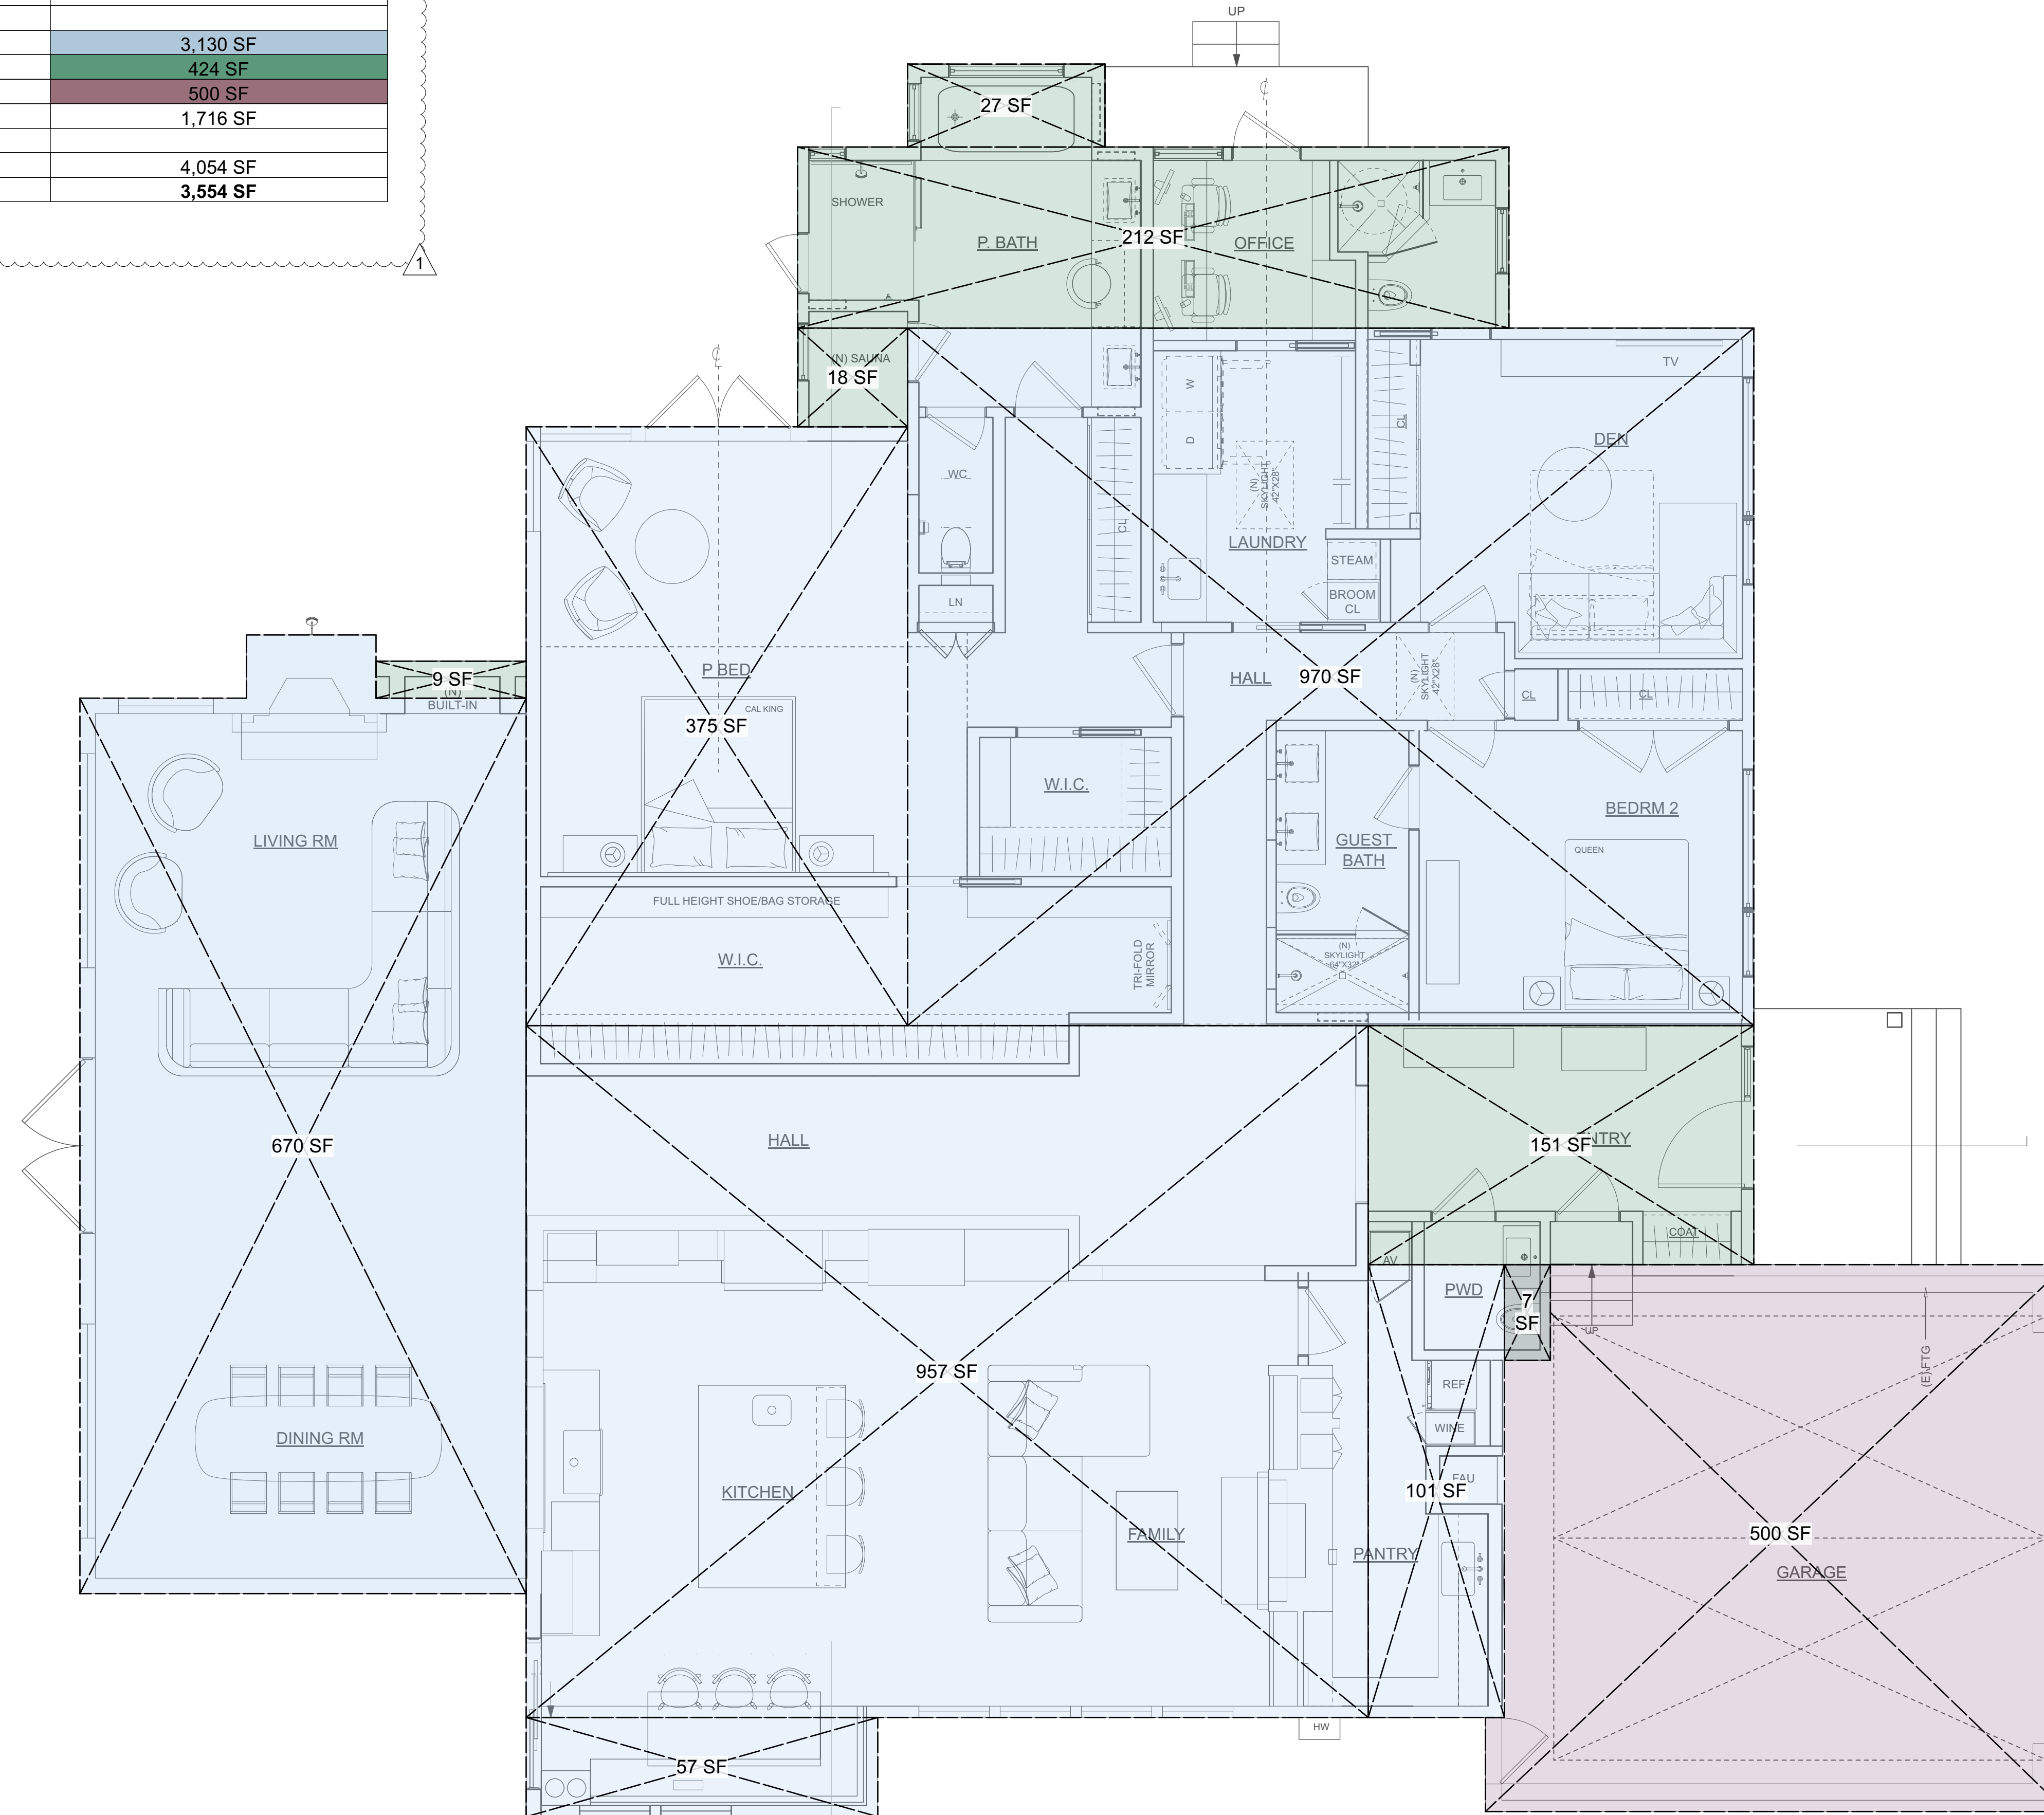 3,130 SF
424 SF
500 SF
1,716 SF
4,054 SF
3,554 SF
1
UP
27 SF
SHOWER
P. BATH
212 SF
OFFICE
(N) SAUNA
18 SF
TV
W
D
CL
DEN
WC
CL
(N)
SKYLIGHT
42"X28"
LAUNDRY
STEAM
BROOM
CL
LN
9 SF
(N)
BUILT-IN
P BED
CAL KING
375 SF
HALL
970 SF
(N)
SKYLIGHT
42"X28"
CL
CL
W.I.C.
BEDRM 2
LIVING RM
GUEST
BATH
QUEEN
FULL HEIGHT SHOE/BAG STORAGE
W.I.C.
TRI-FOLD
MIRROR
(N)
SKYLIGHT
64"X32"
HALL
670 SF
151 SF
NTRY
COAT
AV
PWD
7
SF
UP
(E) FTG
957 SF
REF
WINE
DINING RM
KITCHEN
FAU
101 SF
FAMILY
PANTRY
500 SF
GARAGE
HW
57 SF